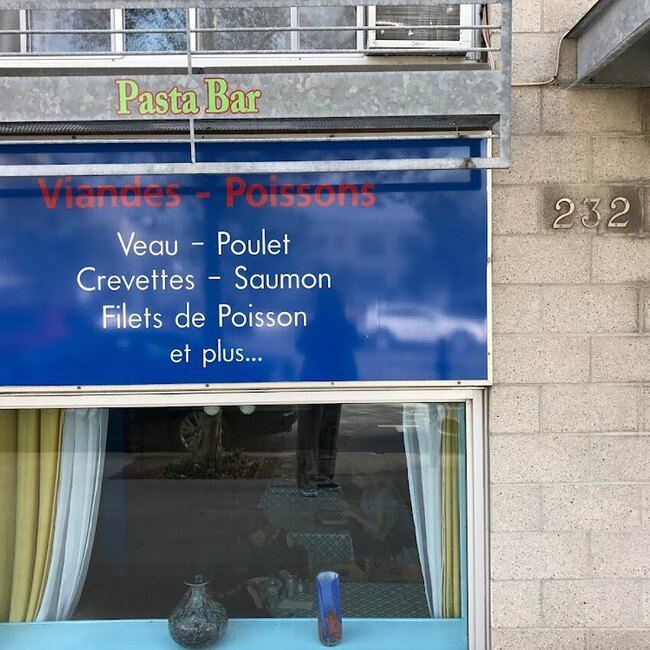 Pasta Bar
Viandes - Poissons
232
Veau - Poulet
Crevettes - Saumon
Filets de Poisson
et plus...